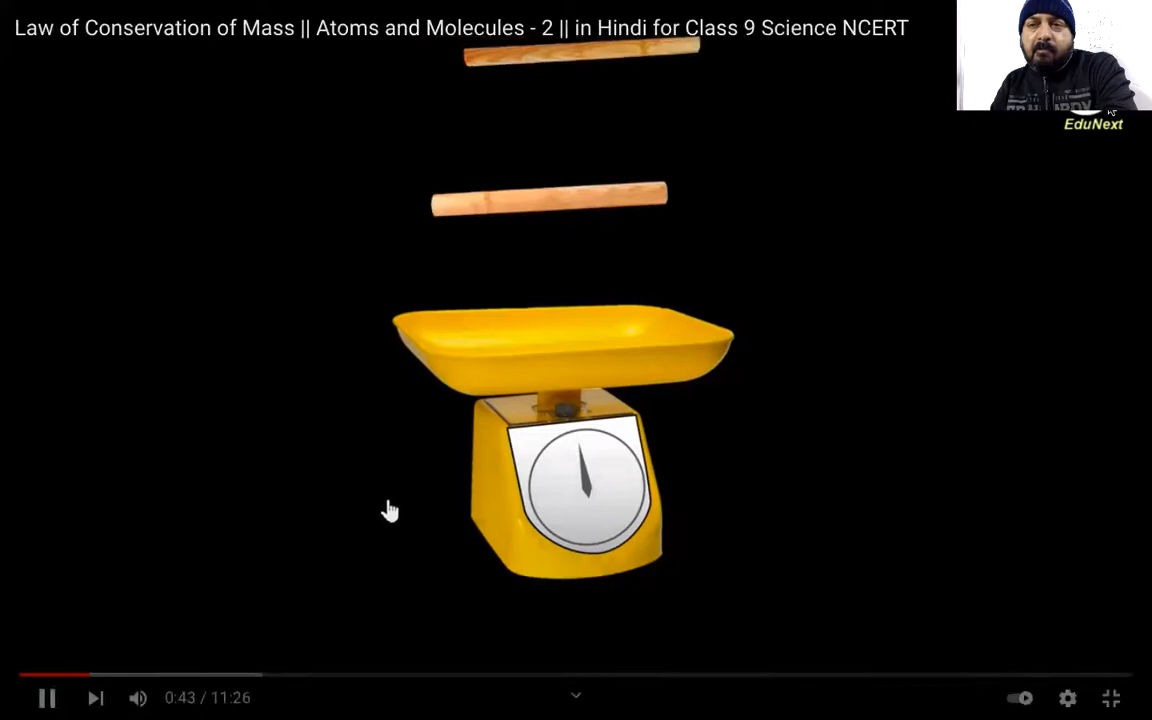 Law of Conservation of Mass || Atoms and Molecules - 2 || in Hindi for Class 9 Science NCERT
EduNext
0:43 / 11:26